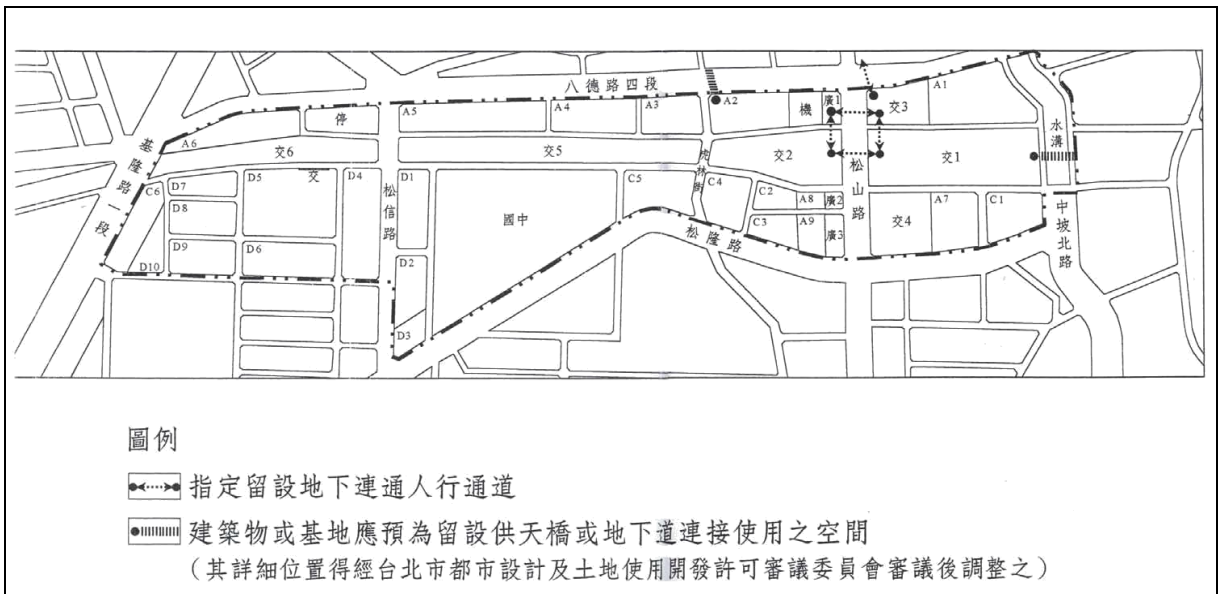 八德路四段
A1
A2
機
廣1
交3
A3
A4
A5
停
A6
交6
交5
交2
交1
水溝
虎林街
松山路
基隆路一段
C6
D7
D5
交
D4
D1
松信路
國中
C5
C4
C2
A8
廣2
交4
A7
C1
中坡北路
D8
C3
A9
廣3
松隆路
D9
D6
D10
D2
D3
圖例
指定留設地下連通人行通道
建築物或基地應預為留設供天橋或地下道連接使用之空間
（其詳細位置得經台北市都市設計及土地使用開發許可審議委員會審議後調整之）